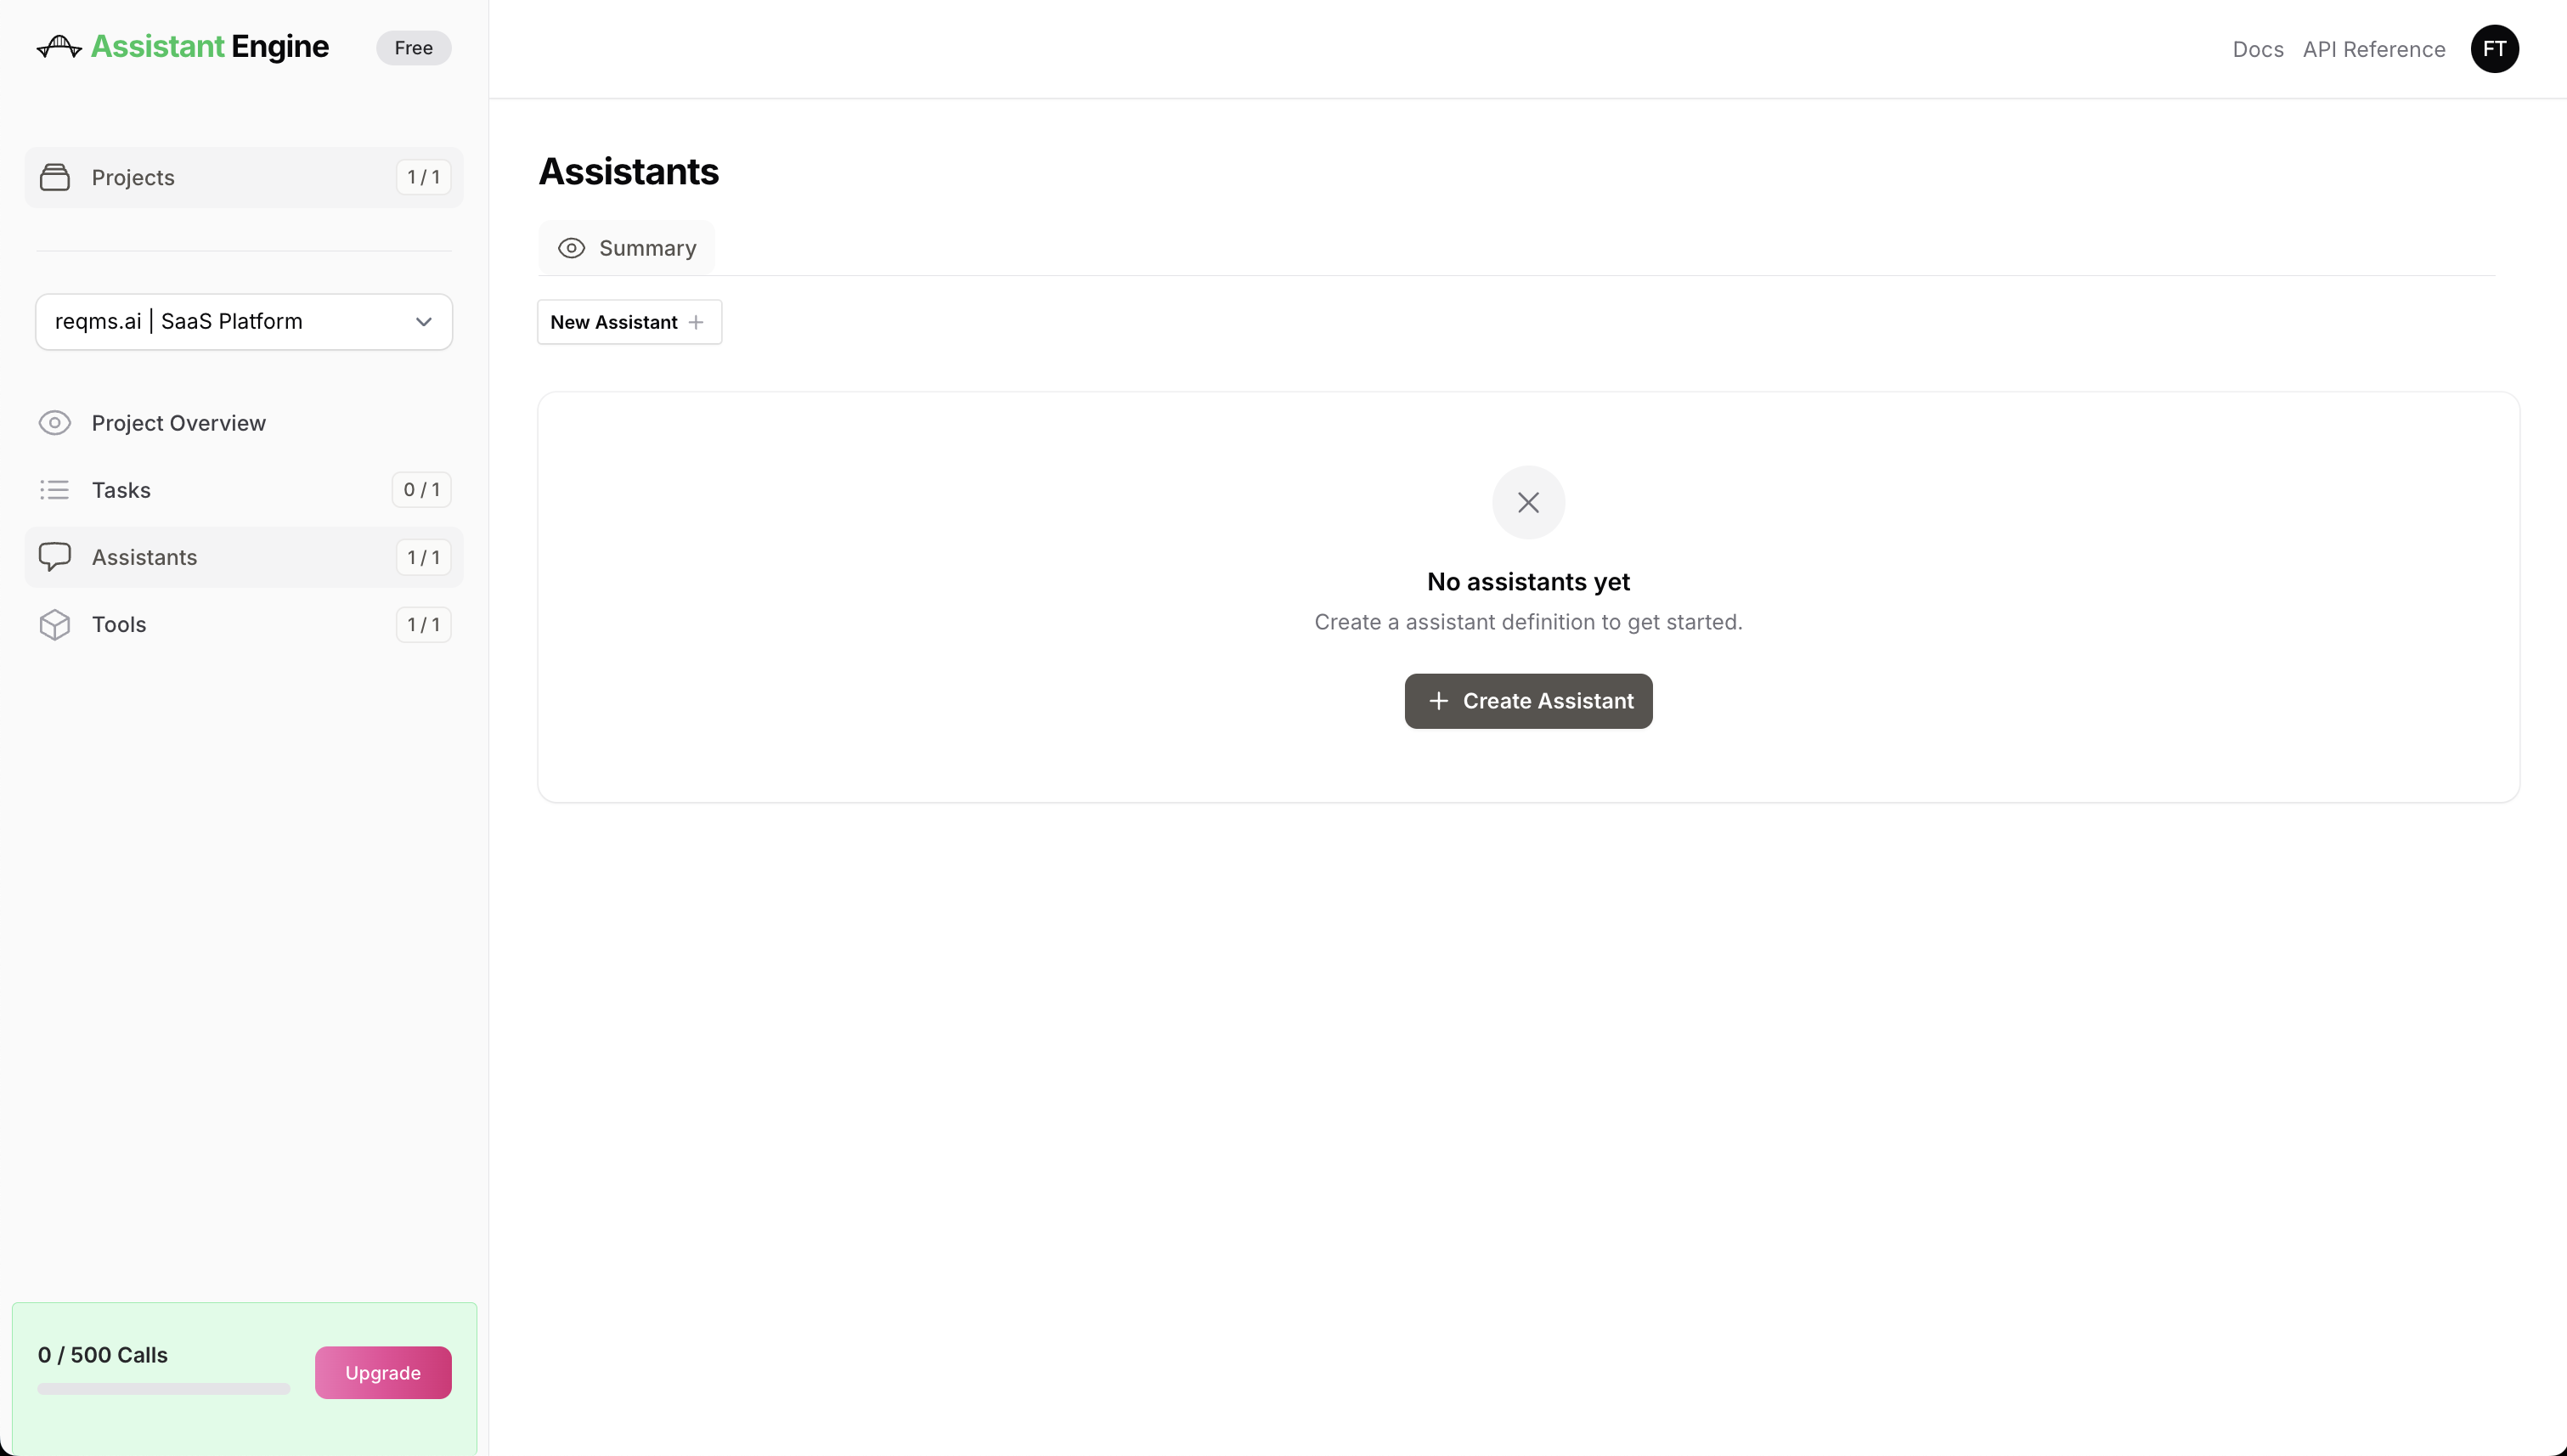 Assistant Engine
Free
Docs
API Reference
FT
Projects
1 / 1
reqms.ai | SaaS Platform
Project Overview
Tasks
0 / 1
Assistants
1 / 1
Tools
1 / 1
0 / 500 Calls
Upgrade
Assistants
Summary
New Assistant
No assistants yet
Create a assistant definition to get started.
Create Assistant